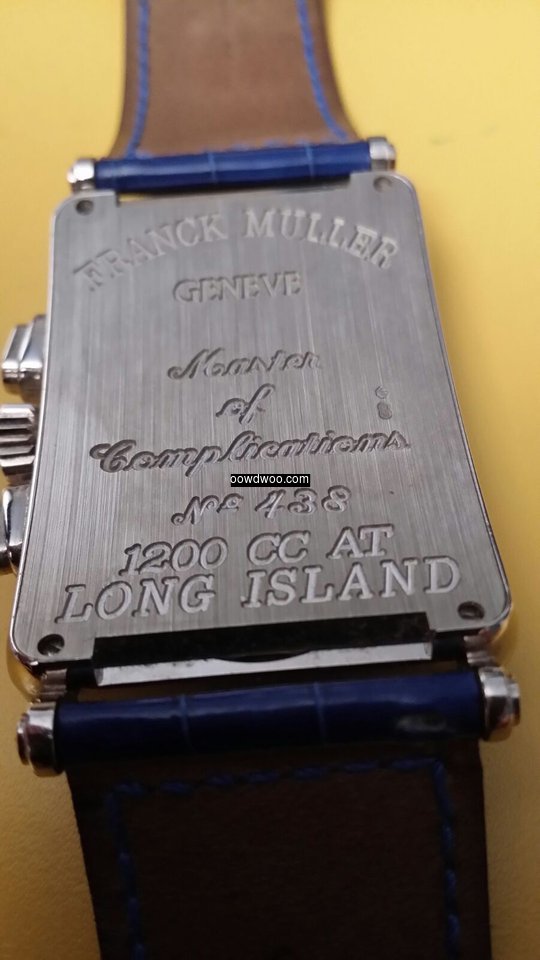 FRANCK MULLER
GENEVE
Master
of
Complications
oowdwoo.com
No 438
1200 CC AT
LONG ISLAND